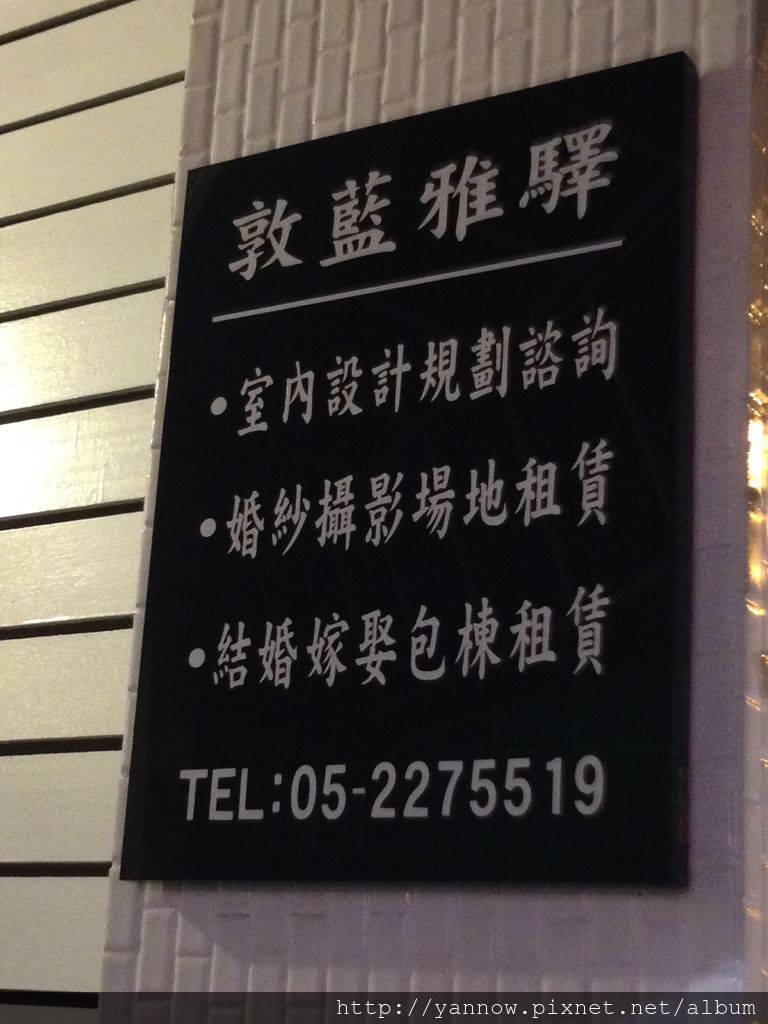 敦藍雅驛
•室內設計規劃諮詢
•婚紗攝影場地租賃
•結婚嫁娶包棟租賃
TEL:05-2275519
http://yannow.pixnet.net/album